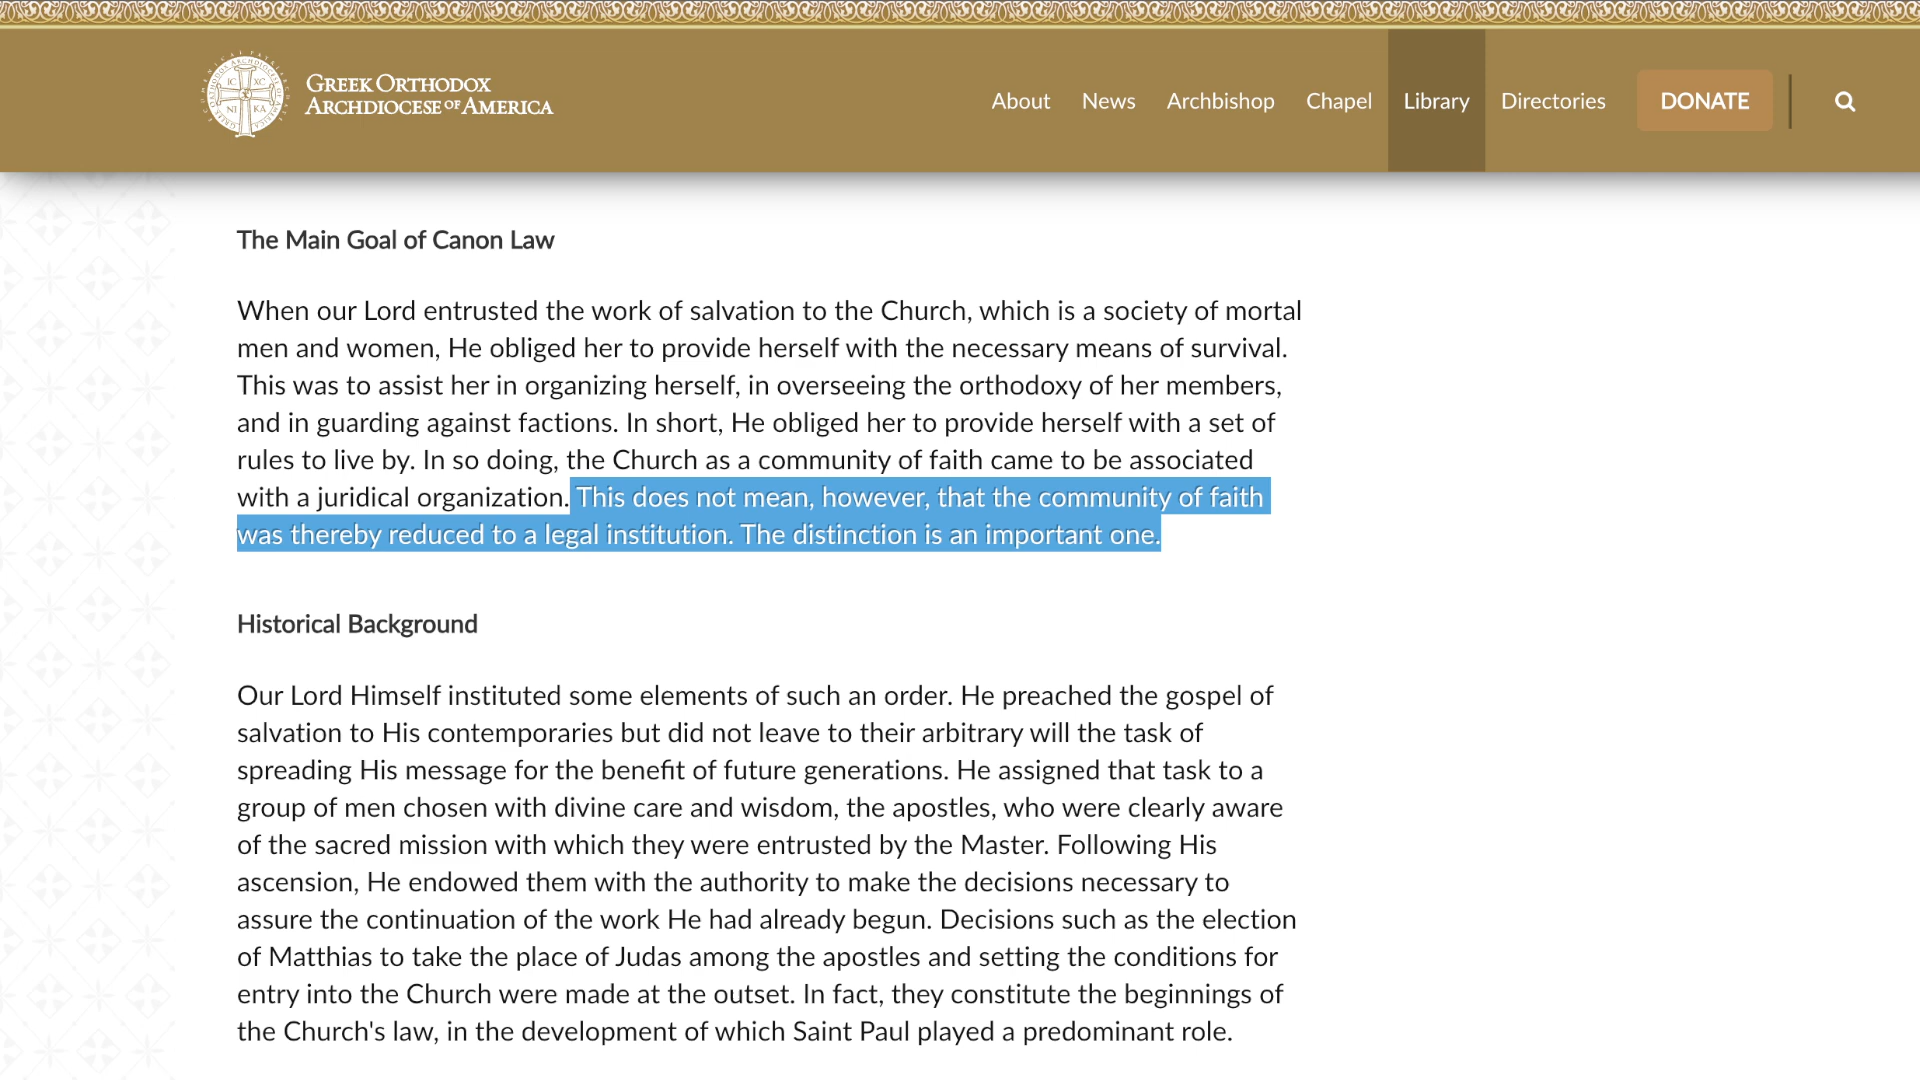 GREEK ORTHODOX
ARCHDIOCESE OF AMERICA
IC XC
NI KA
About News Archbishop Chapel Library Directories DONATE
The Main Goal of Canon Law
When our Lord entrusted the work of salvation to the Church, which is a society of mortal
men and women, He obliged her to provide herself with the necessary means of survival.
This was to assist her in organizing herself, in overseeing the orthodoxy of her members,
and in guarding against factions. In short, He obliged her to provide herself with a set of
rules to live by. In so doing, the Church as a community of faith came to be associated
with a juridical organization. This does not mean, however, that the community of faith
was thereby reduced to a legal institution. The distinction is an important one.
Historical Background
Our Lord Himself instituted some elements of such an order. He preached the gospel of
salvation to His contemporaries but did not leave to their arbitrary will the task of
spreading His message for the benefit of future generations. He assigned that task to a
group of men chosen with divine care and wisdom, the apostles, who were clearly aware
of the sacred mission with which they were entrusted by the Master. Following His
ascension, He endowed them with the authority to make the decisions necessary to
assure the continuation of the work He had already begun. Decisions such as the election
of Matthias to take the place of Judas among the apostles and setting the conditions for
entry into the Church were made at the outset. In fact, they constitute the beginnings of
the Church's law, in the development of which Saint Paul played a predominant role.